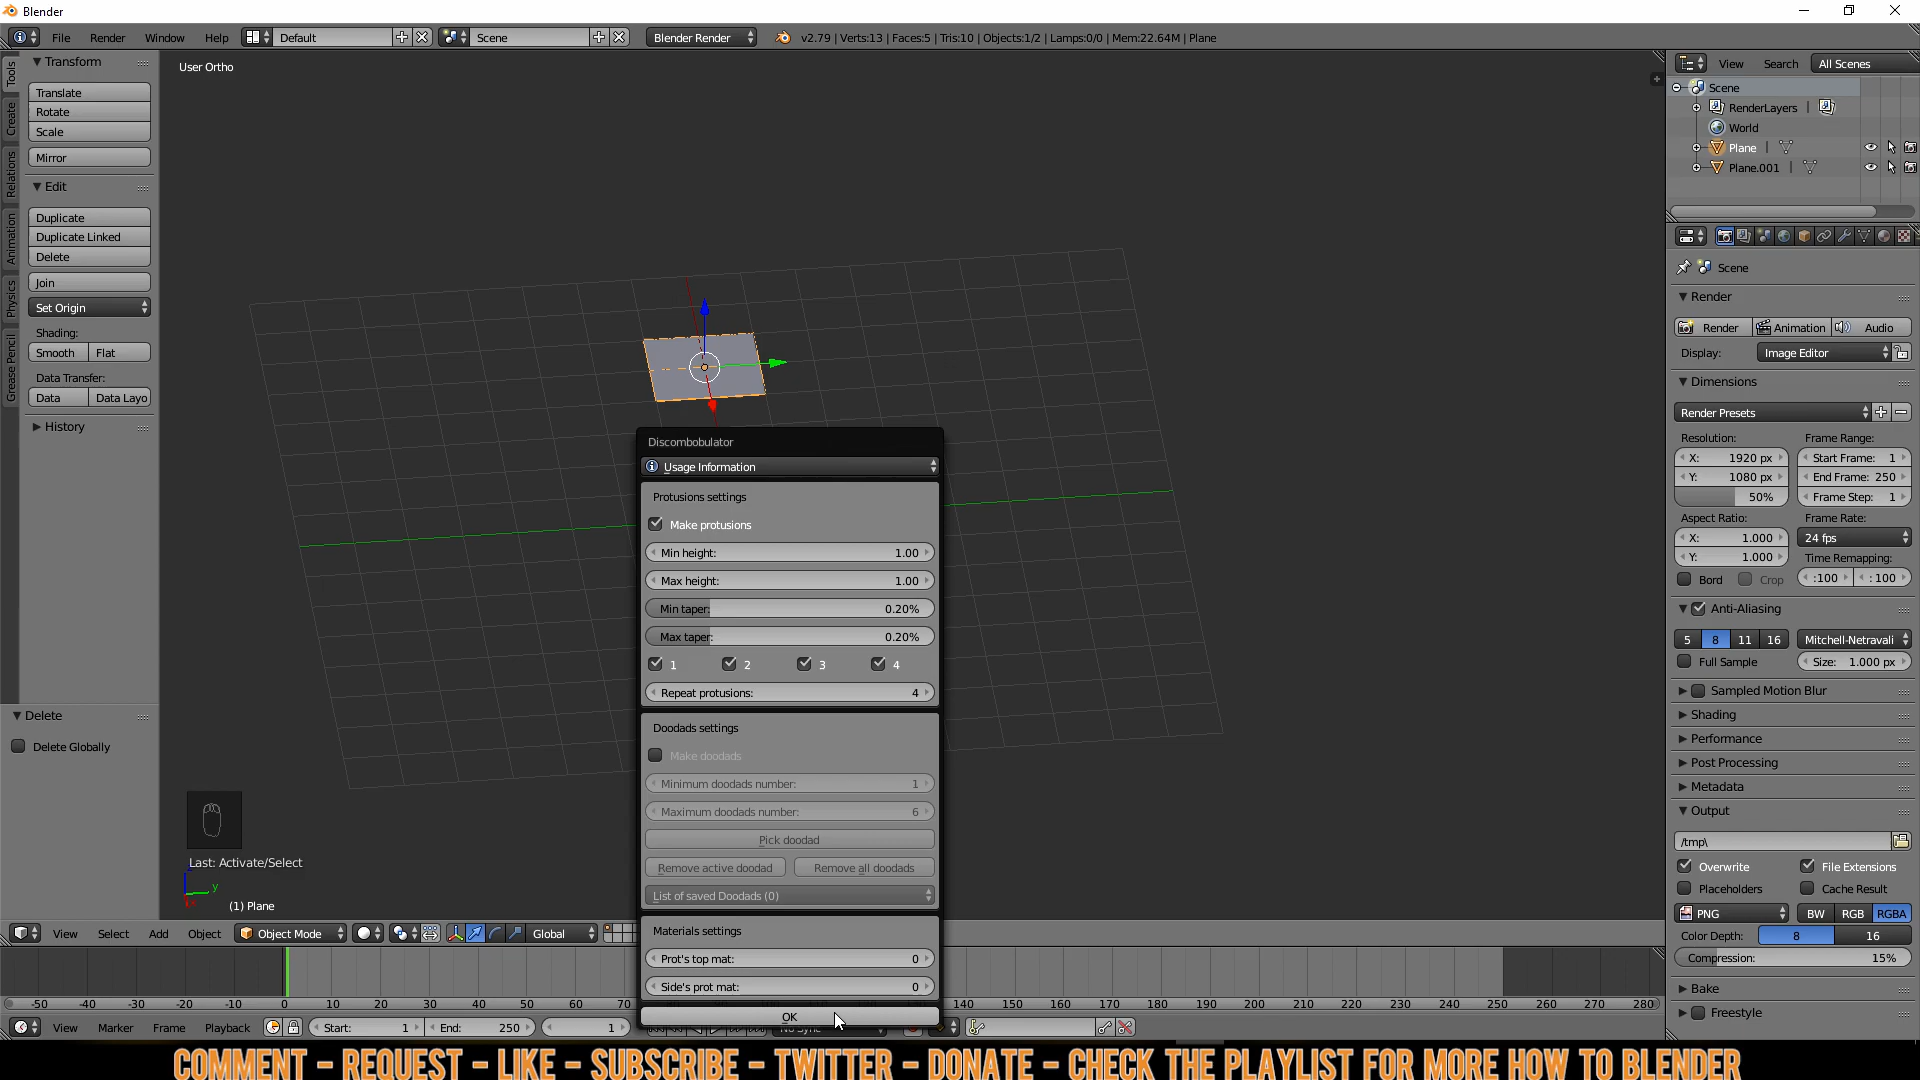 Blender
File Render Window Help Default Scene Blender Render v2.79 | Verts:13 | Faces:5 | Tris:10 | Objects:1/2 | Lamps:0/0 | Mem:22.64M | Plane
Tools
Create
Relations
Animation
Physics
Grease Pencil
Transform
Translate
Rotate
Scale
Mirror
Edit
Duplicate
Duplicate Linked
Delete
Join
Set Origin
Shading:
Smooth Flat
Data Transfer:
Data Data Layo
History
Delete
Delete Globally
User Ortho
Discombobulator
Usage Information
Protusions settings
Make protusions
Min height: 1.00
Max height: 1.00
Min taper: 0.20%
Max taper: 0.20%
1 2 3 4
Repeat protusions: 4
Doodads settings
Make doodads
Minimum doodads number: 1
Maximum doodads number: 6
Pick doodad
Remove active doodad Remove all doodads
List of saved Doodads (0)
Materials settings
Prot's top mat: 0
Side's prot mat: 0
OK
Last: Activate/Select
y
(1) Plane
View Select Add Object Object Mode Global
-50 -40 -30 -20 -10 0 10 20 30 40 50 60 70 140 150 160 170 180 190 200 210 220 230 240 250 260 270 280
View Marker Frame Playback Start: 1 End: 250 1 No Sync
View Search All Scenes
Scene
RenderLayers
World
Plane
Plane.001
Scene
Render
Render Animation Audio
Display: Image Editor
Dimensions
Render Presets
Resolution: Frame Range:
X: 1920 px Start Frame: 1
Y: 1080 px End Frame: 250
50% Frame Step: 1
Aspect Ratio: Frame Rate:
X: 1.000 24 fps
Y: 1.000 Time Remapping:
Bord Crop :100 : 100
Anti-Aliasing
5 8 11 16 Mitchell-Netravali
Full Sample Size: 1.000 px
Sampled Motion Blur
Shading
Performance
Post Processing
Metadata
Output
/tmp\
Overwrite File Extensions
Placeholders Cache Result
PNG BW RGB RGBA
Color Depth: 8 16
Compression: 15%
Bake
Freestyle
COMMENT - REQUEST - LIKE - SUBSCRIBE - TWITTER - DONATE - CHECK THE PLAYLIST FOR MORE HOW TO BLENDER